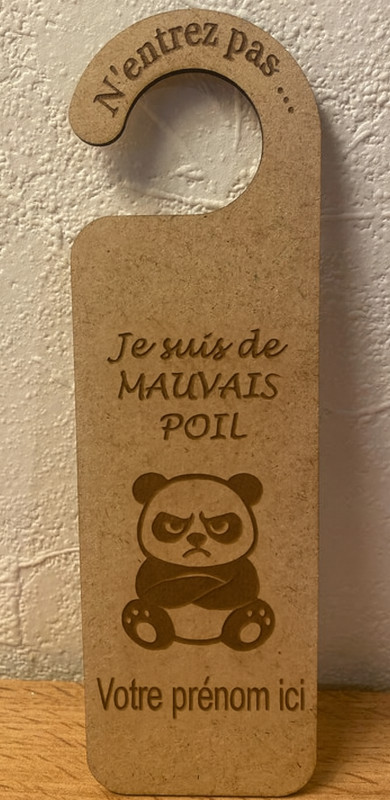 N'entrez pas ...
Je suis de
MAUVAIS
POIL
Votre prénom ici